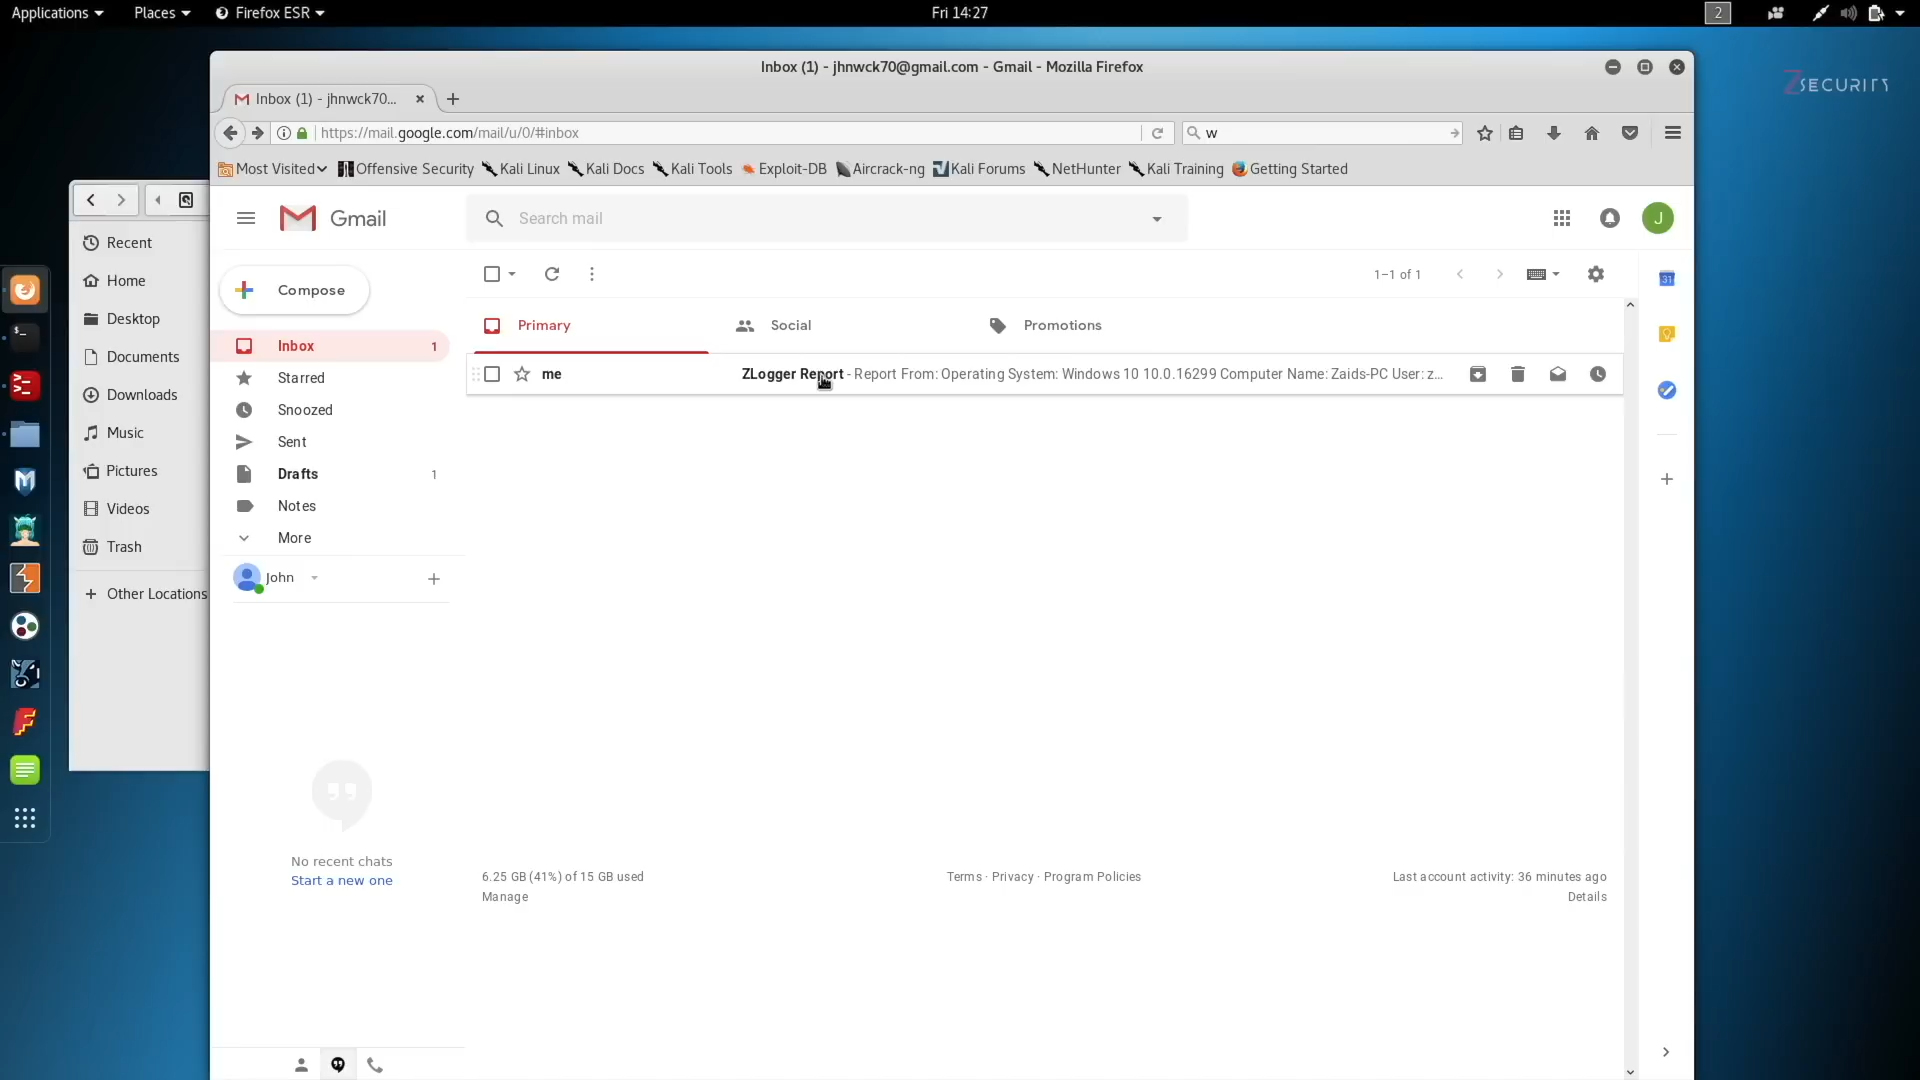 Applications Places Firefox ESR Fri 14:27 2
Inbox (1) - jhnwck70@gmail.com - Gmail - Mozilla Firefox
ZSECURITY
Inbox (1) - jhnwck70...
https://mail.google.com/mail/u/0/#inbox w
Most Visited Offensive Security Kali Linux Kali Docs Kali Tools Exploit-DB Aircrack-ng Kali Forums NetHunter Kali Training Getting Started
Recent
Home
Desktop
Documents
Downloads
Music
Pictures
Videos
Trash
Other Locations
Gmail Search mail J
Compose
1–1 of 1
31
Primary Social Promotions
Inbox 1
Starred
Snoozed
Sent
Drafts 1
Notes
More
John
me ZLogger Report - Report From: Operating System: Windows 10 10.0.16299 Computer Name: Zaids-PC User: z...
No recent chats
Start a new one
6.25 GB (41%) of 15 GB used
Manage
Terms · Privacy · Program Policies
Last account activity: 36 minutes ago
Details